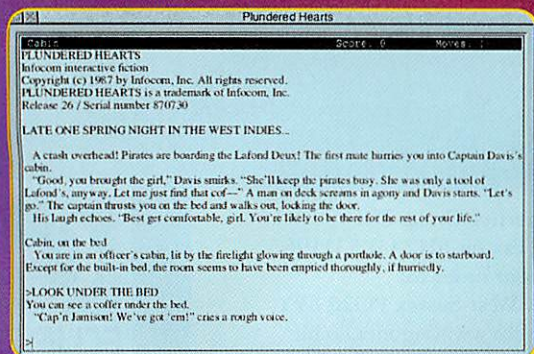 Plundered Hearts
Cabin Score: 0 Moves: 1
PLUNDERED HEARTS
Infocom interactive fiction
Copyright (c) 1987 by Infocom, Inc. All rights reserved.
PLUNDERED HEARTS is a trademark of Infocom, Inc.
Release 26 / Serial number 870730
LATE ONE SPRING NIGHT IN THE WEST INDIES...
A crash overhead! Pirates are boarding the Lafond Deux! The first mate hurries you into Captain Davis's
cabin.
"Good, you brought the girl," Davis smirks. "She'll keep the pirates busy. She was only a tool of
Lafond's, anyway. Let me just find that cof--" A man on deck screams in agony and Davis starts. "Let's
go." The captain thrusts you on the bed and walks out, locking the door.
His laugh echoes. "Best get comfortable, girl. You're likely to be there for the rest of your life."
Cabin, on the bed
You are in an officer's cabin, lit by the firelight glowing through a porthole. A door is to starboard.
Except for the built-in bed, the room seems to have been emptied thoroughly, if hurriedly.
>LOOK UNDER THE BED
You can see a coffer under the bed.
"Cap'n Jamison! We've got 'em!" cries a rough voice.
>